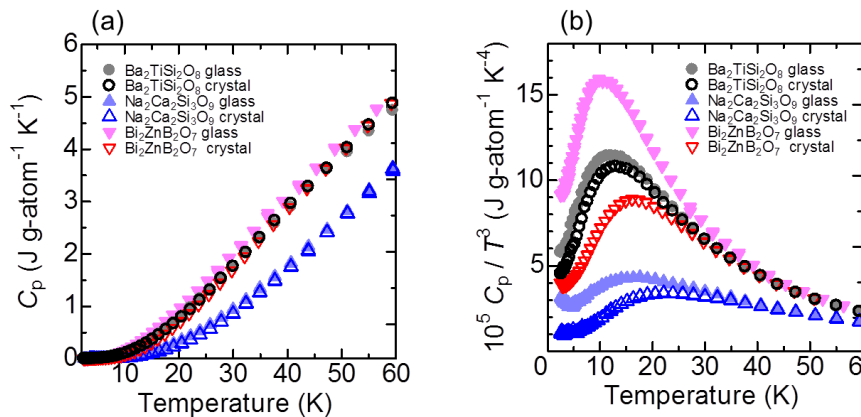 (a)
6
5
4
3
2
1
0
10 20 30 40 50 60
Cp (J g-atom⁻¹ K⁻¹)
Temperature (K)
Ba₂TiSi₂O₈ glass
Ba₂TiSi₂O₈ crystal
Na₂Ca₂Si₃O₉ glass
Na₂Ca₂Si₃O₉ crystal
Bi₂ZnB₂O₇ glass
Bi₂ZnB₂O₇ crystal
(b)
15
10
5
0 10 20 30 40 50 60
10⁵ Cp / T³ (J g-atom⁻¹ K⁻⁴)
Temperature (K)
Ba₂TiSi₂O₈ glass
Ba₂TiSi₂O₈ crystal
Na₂Ca₂Si₃O₉ glass
Na₂Ca₂Si₃O₉ crystal
Bi₂ZnB₂O₇ glass
Bi₂ZnB₂O₇ crystal